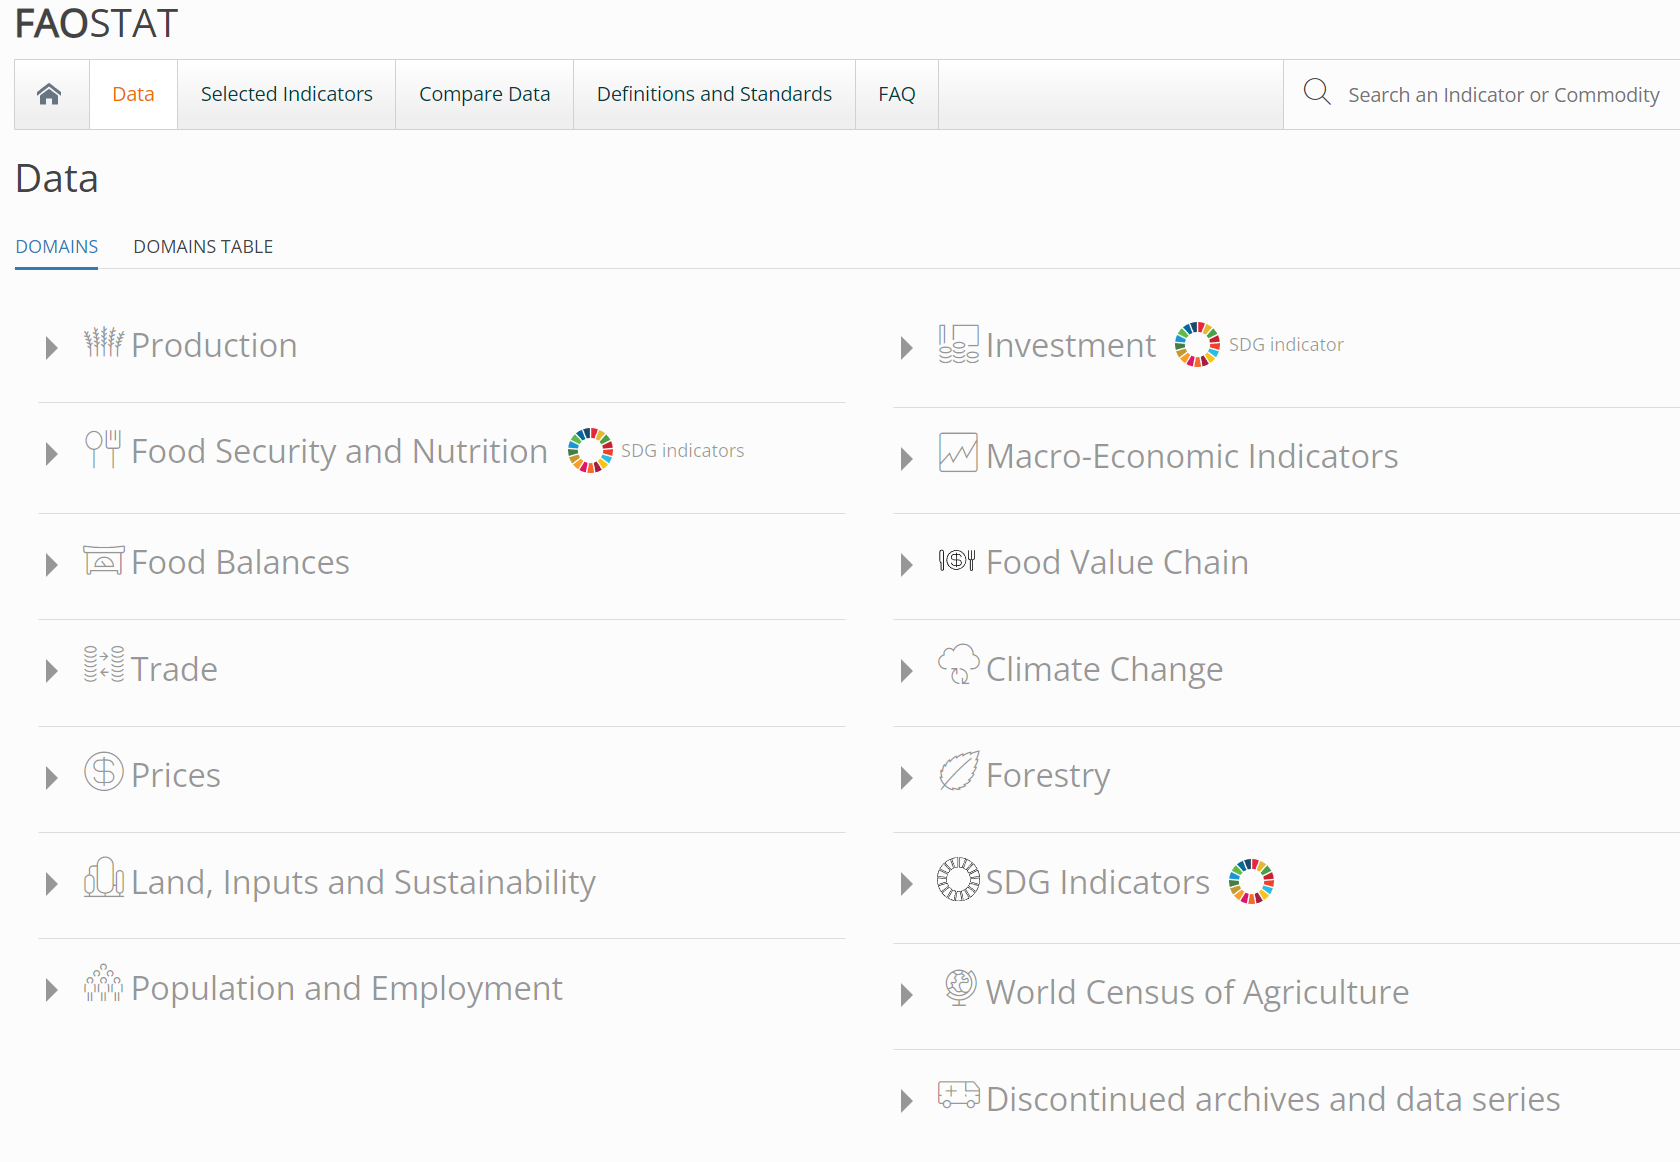 FAOSTAT
Data
Selected Indicators
Compare Data
Definitions and Standards
FAQ
Search an Indicator or Commodity
Data
DOMAINS
DOMAINS TABLE
Production
Food Security and Nutrition
SDG indicators
Food Balances
Trade
Prices
Land, Inputs and Sustainability
Population and Employment
Investment
SDG indicator
Macro-Economic Indicators
Food Value Chain
Climate Change
Forestry
SDG Indicators
World Census of Agriculture
Discontinued archives and data series